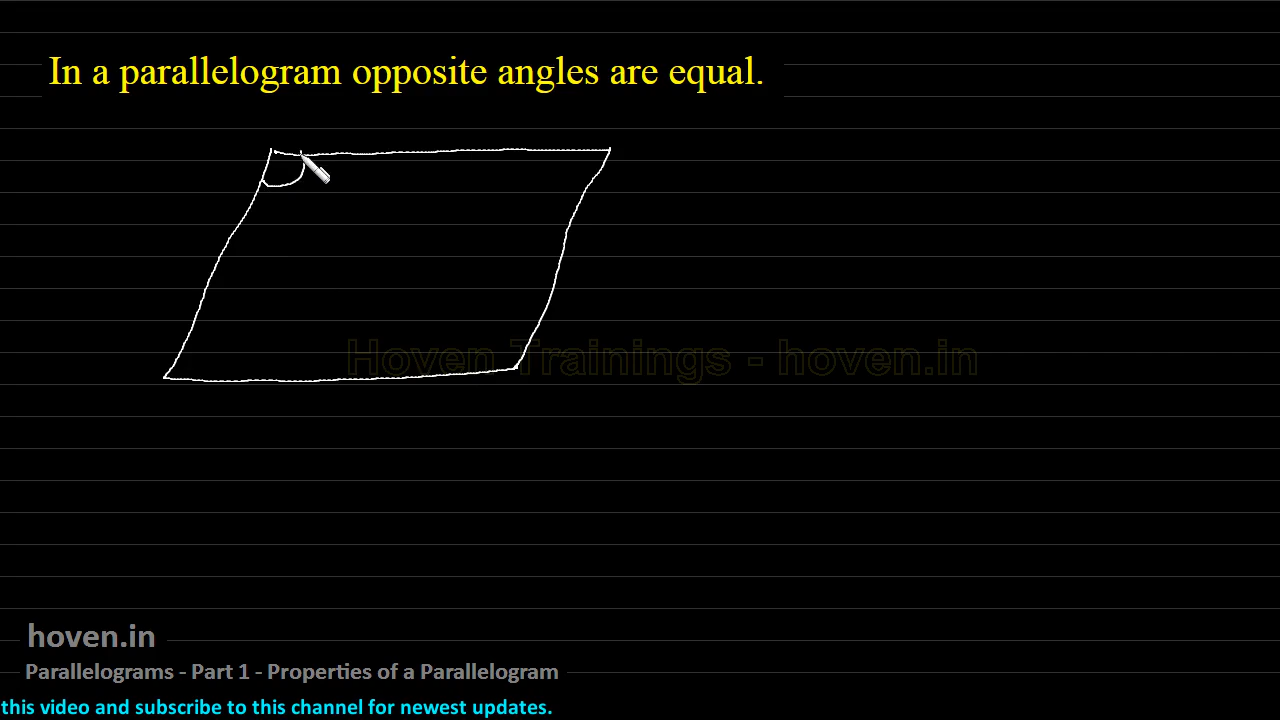 In a parallelogram opposite angles are equal.
Hoven Trainings - hoven.in
hoven.in
Parallelograms - Part 1 - Properties of a Parallelogram
this video and subscribe to this channel for newest updates.